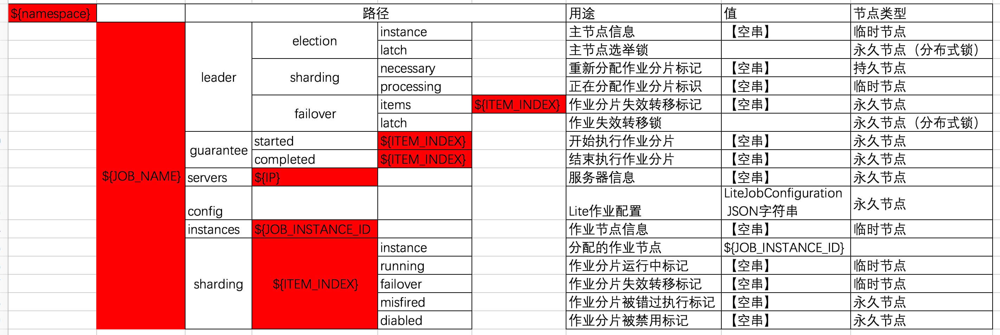 ${namespace} 路径 用途 值 节点类型
${JOB_NAME} leader election instance 主节点信息 【空串】 临时节点
latch 主节点选举锁 永久节点（分布式锁）
sharding necessary 重新分配作业分片标记 【空串】 持久节点
processing 正在分配作业分片标识 【空串】 临时节点
failover items ${ITEM_INDEX} 作业分片失效转移标记 【空串】 永久节点
latch 作业失效转移锁 永久节点（分布式锁）
guarantee started ${ITEM_INDEX} 开始执行作业分片 【空串】 永久节点
completed ${ITEM_INDEX} 结束执行作业分片 【空串】 永久节点
servers ${IP} 服务器信息 【空串】 永久节点
config Lite作业配置 LiteJobConfiguration
JSON字符串 永久节点
instances ${JOB_INSTANCE_ID 作业节点信息 【空串】 临时节点
sharding ${ITEM_INDEX} instance 分配的作业节点 ${JOB_INSTANCE_ID}
running 作业分片运行中标记 【空串】 临时节点
failover 作业分片失效转移标记 【空串】 临时节点
misfired 作业分片被错过执行标记 【空串】 永久节点
diabled 作业分片被禁用标记 【空串】 永久节点